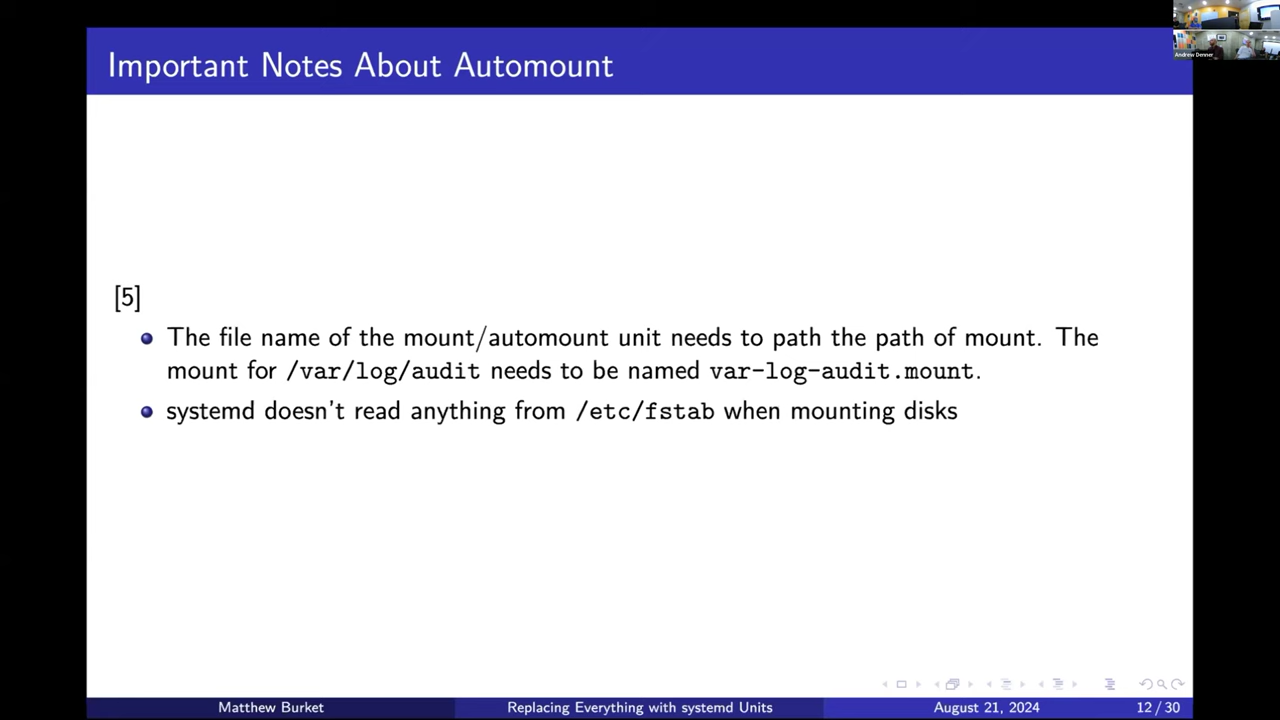 Important Notes About Automount
Andrew Denner
[5]
The file name of the mount/automount unit needs to path the path of mount. The
mount for /var/log/audit needs to be named var-log-audit.mount.
systemd doesn't read anything from /etc/fstab when mounting disks
Matthew Burket
Replacing Everything with systemd Units
August 21, 2024
12 / 30